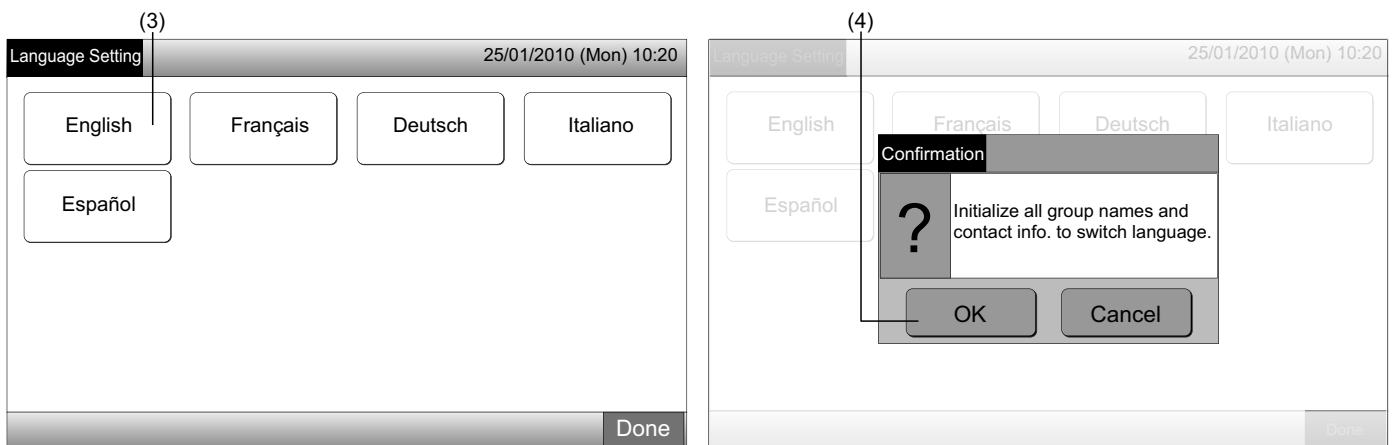 (3)
Language Setting 25/01/2010 (Mon) 10:20
English Français Deutsch Italiano
Español
Done
(4)
Language Setting 25/01/2010 (Mon) 10:20
English Français Deutsch Italiano
Español
Confirmation
?
Initialize all group names and
contact info. to switch language.
OK Cancel
Done